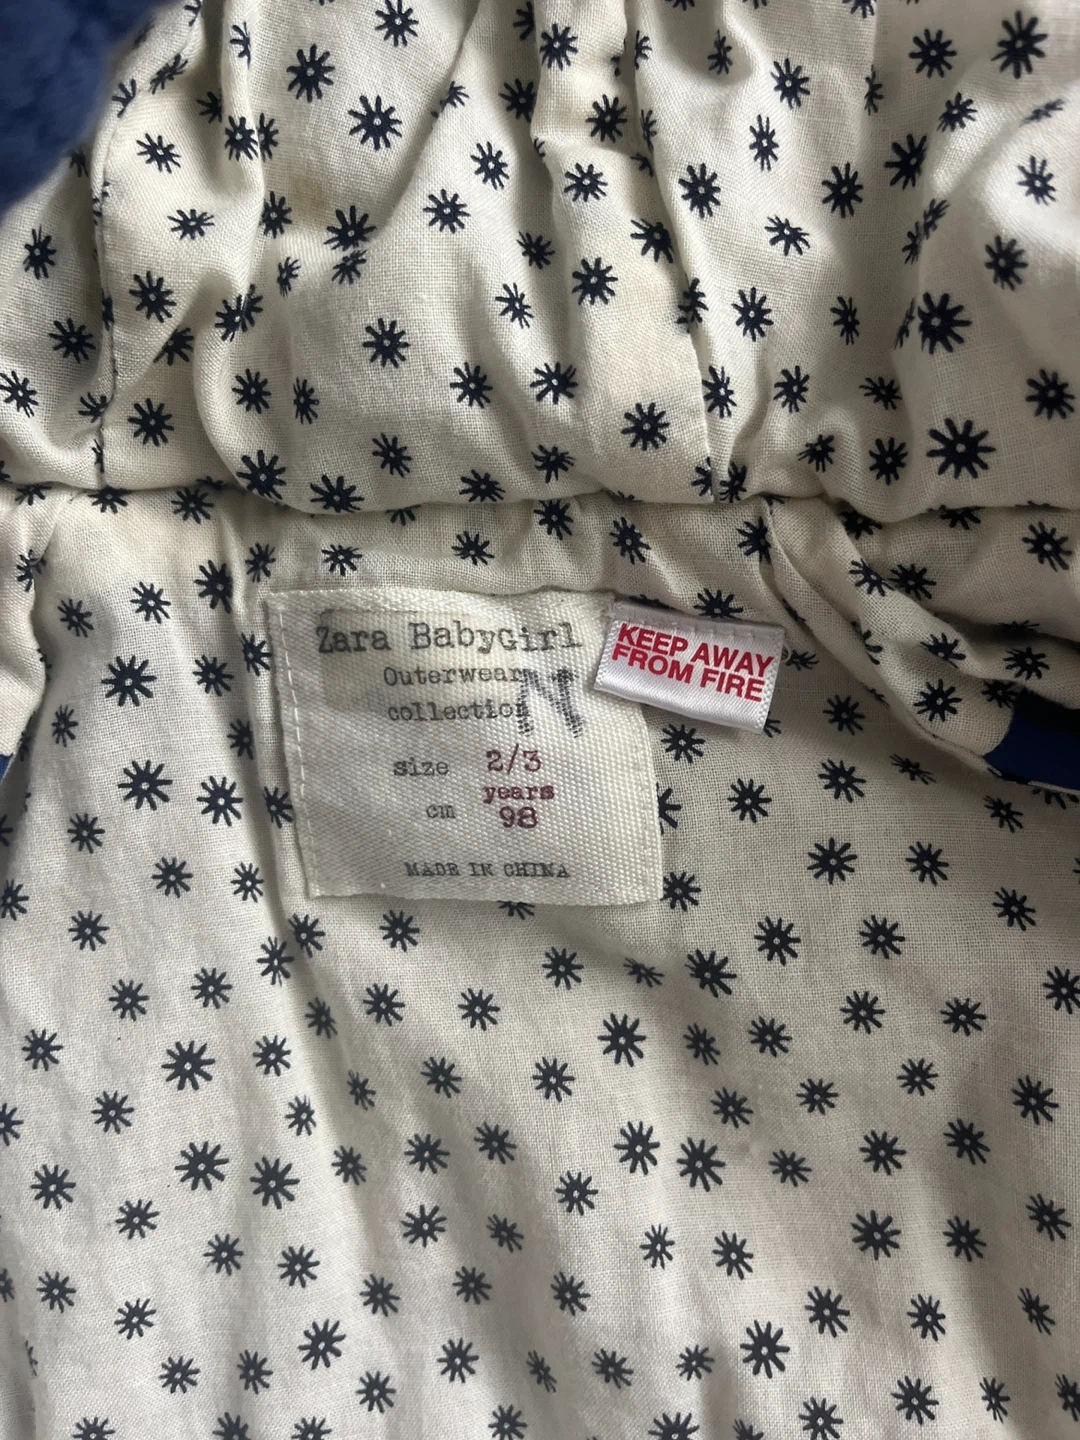 Zara BabyGirl
Outerwear
collection
N
size 2/3
years
cm 98
MADE IN CHINA
KEEP AWAY
FROM FIRE